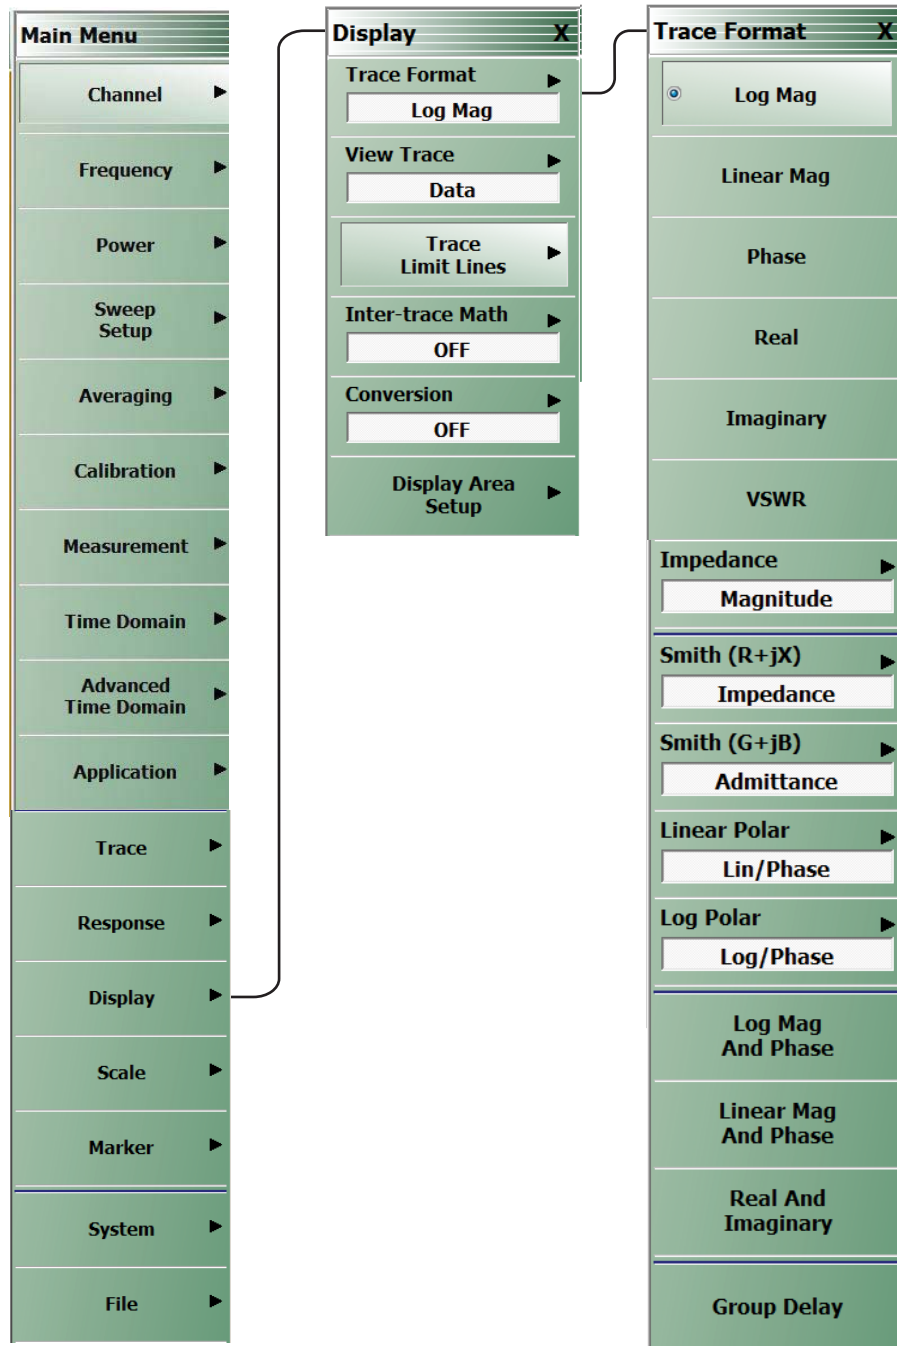 Main Menu
Channel
Frequency
Power
Sweep
Setup
Averaging
Calibration
Measurement
Time Domain
Advanced
Time Domain
Application
Trace
Response
Display
Scale
Marker
System
File
Display X
Trace Format
Log Mag
View Trace
Data
Trace
Limit Lines
Inter-trace Math
OFF
Conversion
OFF
Display Area
Setup
Trace Format X
Log Mag
Linear Mag
Phase
Real
Imaginary
VSWR
Impedance
Magnitude
Smith (R+jX)
Impedance
Smith (G+jB)
Admittance
Linear Polar
Lin/Phase
Log Polar
Log/Phase
Log Mag
And Phase
Linear Mag
And Phase
Real And
Imaginary
Group Delay